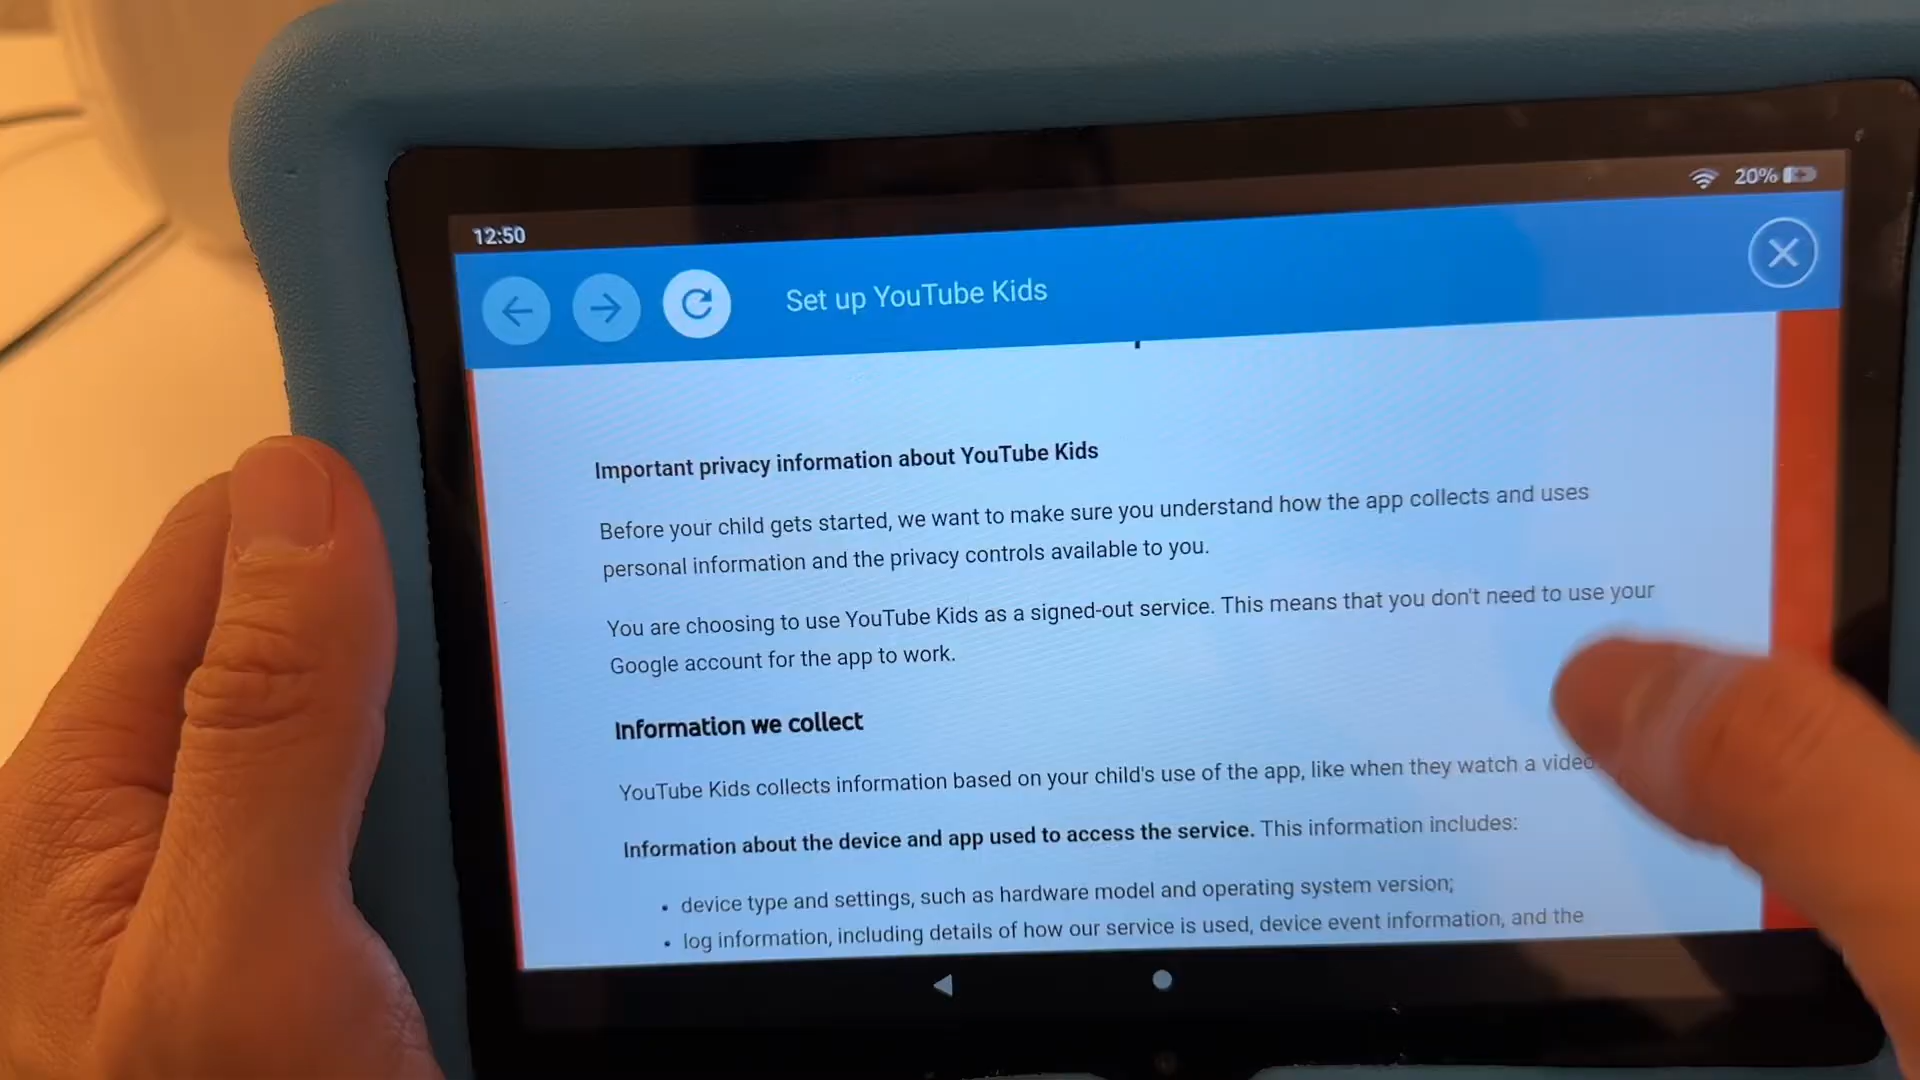 12:50
20%
Set up YouTube Kids
Important privacy information about YouTube Kids
Before your child gets started, we want to make sure you understand how the app collects and uses
personal information and the privacy controls available to you.
You are choosing to use YouTube Kids as a signed-out service. This means that you don't need to use your
Google account for the app to work.
Information we collect
YouTube Kids collects information based on your child's use of the app, like when they watch a video
Information about the device and app used to access the service. This information includes:
• device type and settings, such as hardware model and operating system version;
• log information, including details of how our service is used, device event information, and the